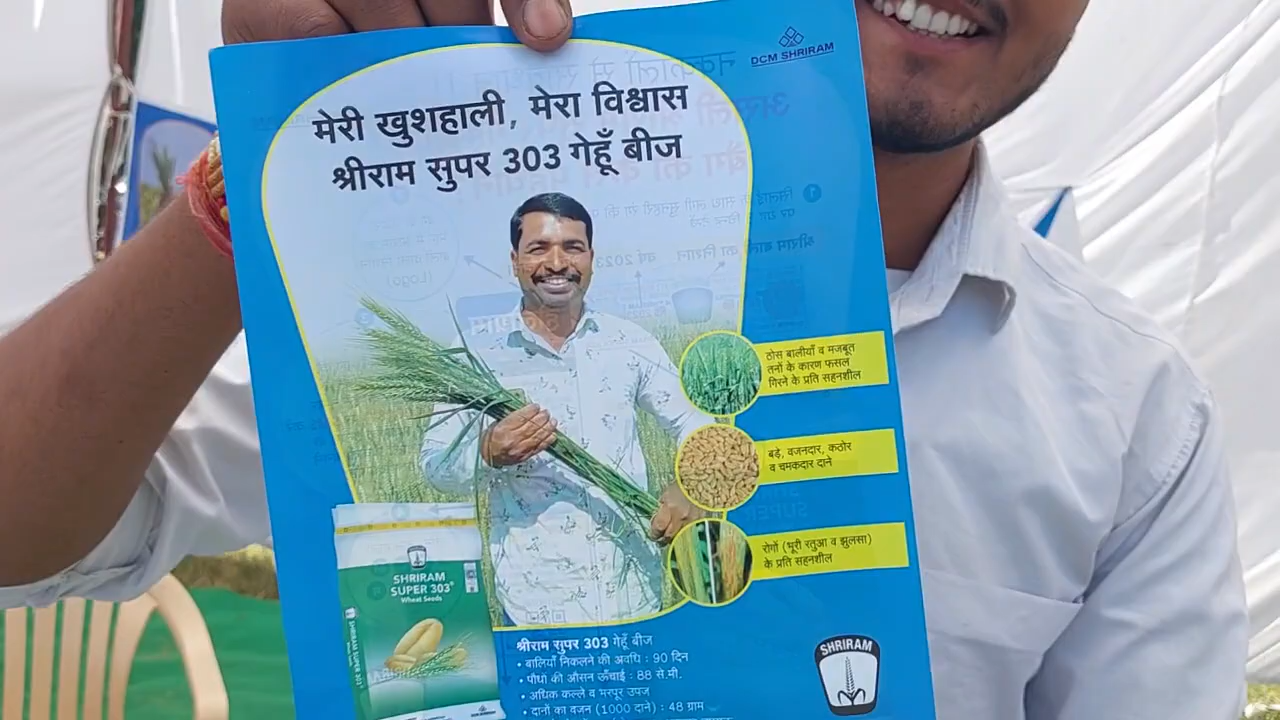 DCM SHRIRAM
मेरी खुशहाली, मेरा विश्वास
श्रीराम सुपर 303 गेहूँ बीज
ठोस बालीयाँ व मजबूत
तनों के कारण फसल
गिरने के प्रति सहनशील
बड़े, वजनदार, कठोर
व चमकदार दाने
रोगों (भूरी रतुआ व झुलसा)
के प्रति सहनशील
SHRIRAM
SUPER 303
Wheat Seeds
श्रीराम सुपर 303 गेहूँ बीज
• बालियाँ निकलने की अवधि : 90 दिन
• पौधों की औसन ऊँचाई : 88 से.मी.
• अधिक कल्ले व भरपूर उपज
• दानों का वजन (1000 दाने) : 48 ग्राम
SHRIRAM